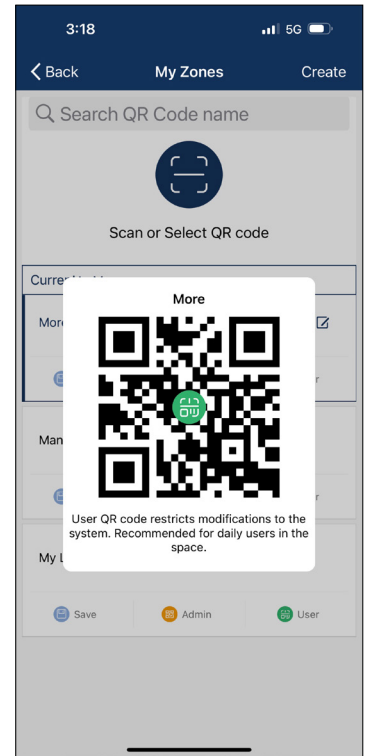 3:18
5G
Back
My Zones
Create
Search QR Code name
Scan or Select QR code
More
User QR code restricts modifications to the
system. Recommended for daily users in the
space.
Save
Admin
User